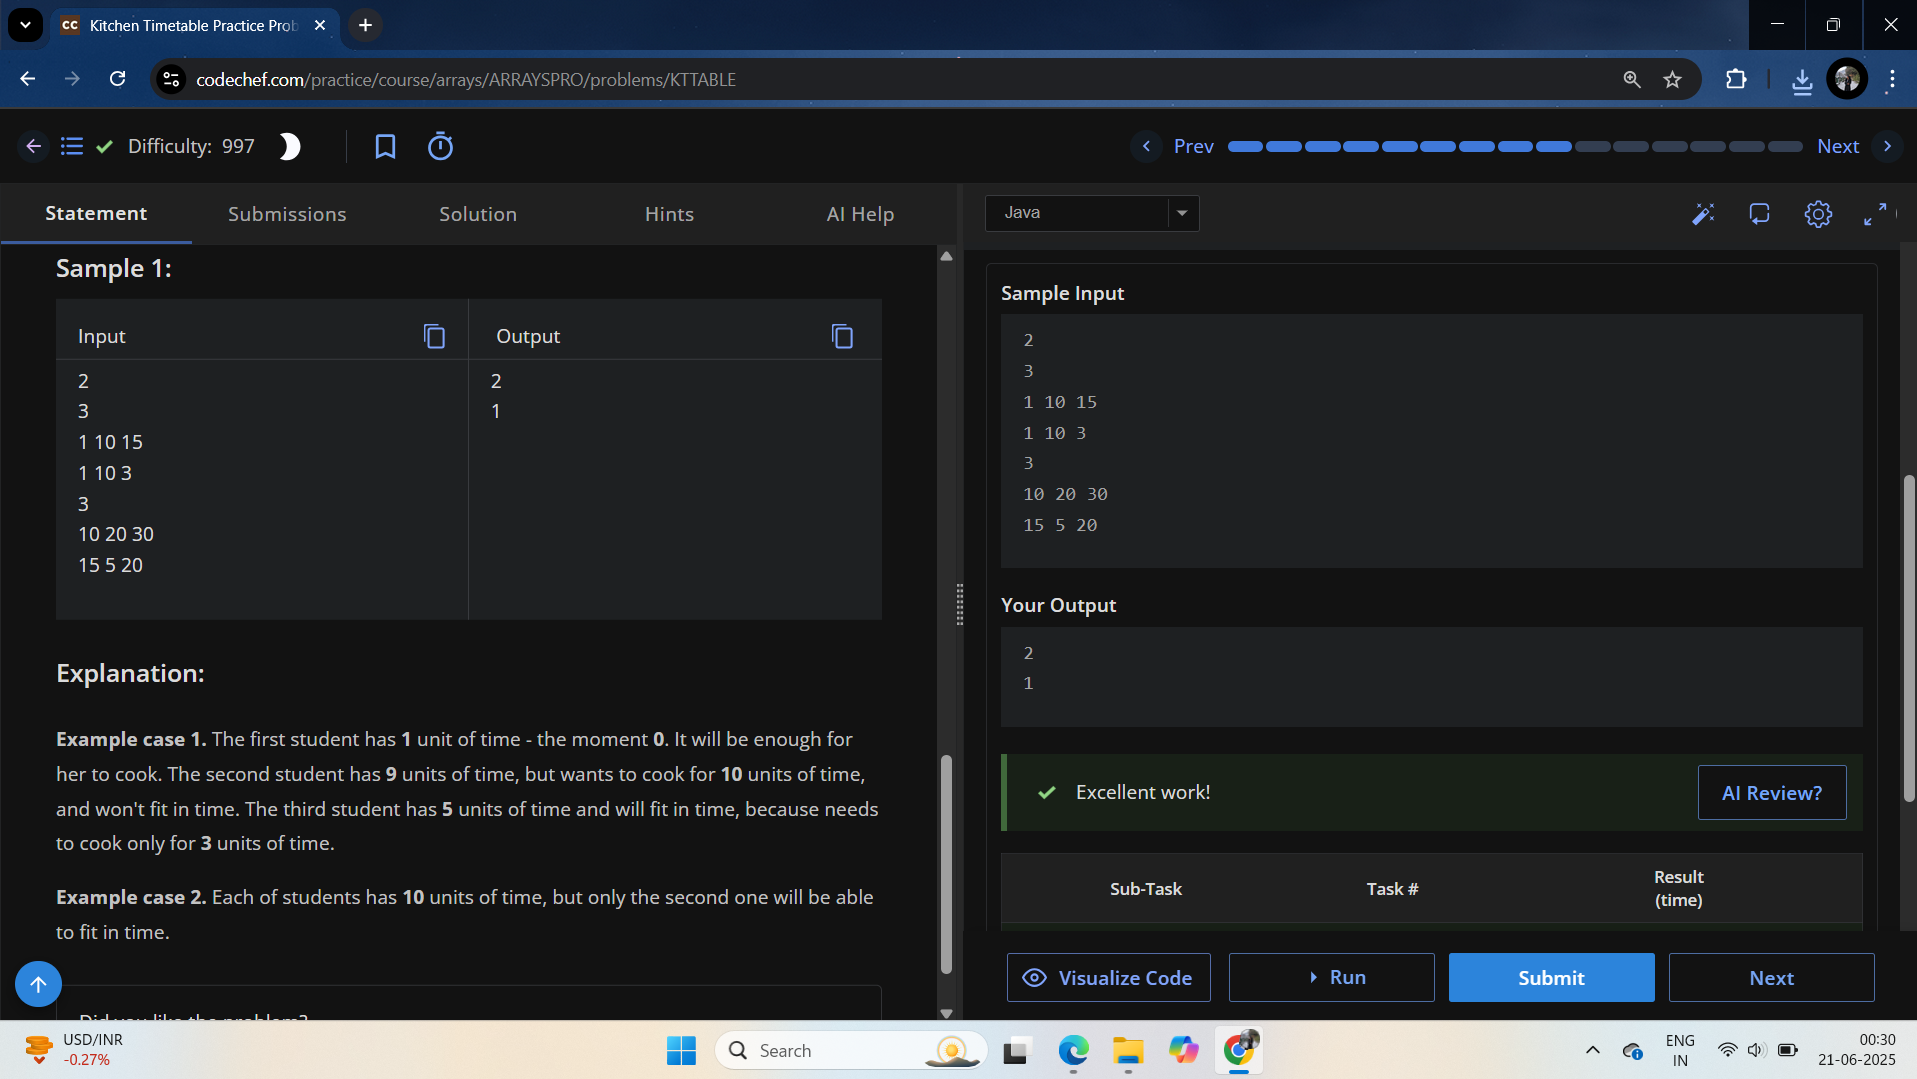 Kitchen Timetable Practice Prob
codechef.com/practice/course/arrays/ARRAYSPRO/problems/KTTABLE
Difficulty: 997
Prev
Next
Statement
Submissions
Solution
Hints
AI Help
Sample 1:
Input
Output
2
3
1 10 15
1 10 3
3
10 20 30
15 5 20
2
1
Explanation:
Example case 1. The first student has 1 unit of time - the moment 0. It will be enough for
her to cook. The second student has 9 units of time, but wants to cook for 10 units of time,
and won't fit in time. The third student has 5 units of time and will fit in time, because needs
to cook only for 3 units of time.
Example case 2. Each of students has 10 units of time, but only the second one will be able
to fit in time.
Did you like the problem?
Java
Sample Input
2
3
1 10 15
1 10 3
3
10 20 30
15 5 20
Your Output
2
1
Excellent work!
AI Review?
Sub-Task
Task #
Result
(time)
Visualize Code
Run
Submit
Next
USD/INR
-0.27%
Search
ENG
IN
00:30
21-06-2025